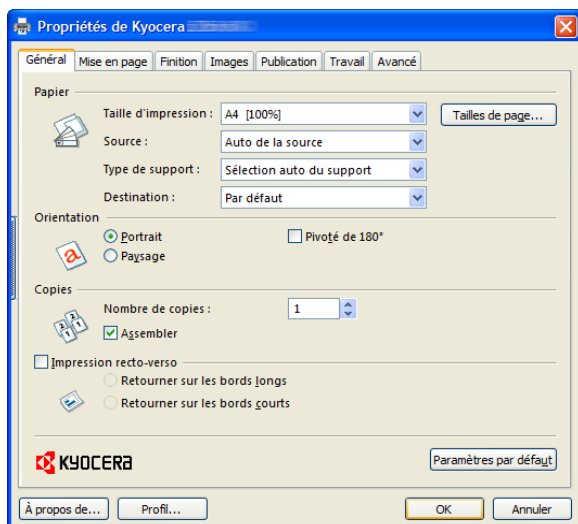 Propriétés de Kyocera
Général Mise en page Finition Images Publication Travail Avancé
Papier
Taille d'impression : A4 [100%] Tailles de page...
Source : Auto de la source
Type de support : Sélection auto du support
Destination : Par défaut
Orientation
Portrait Pivoté de 180°
Paysage
Copies
Nombre de copies : 1
Assembler
Impression recto-verso
Retourner sur les bords longs
Retourner sur les bords courts
KYOCERA Paramètres par défaut
À propos de... Profil... OK Annuler